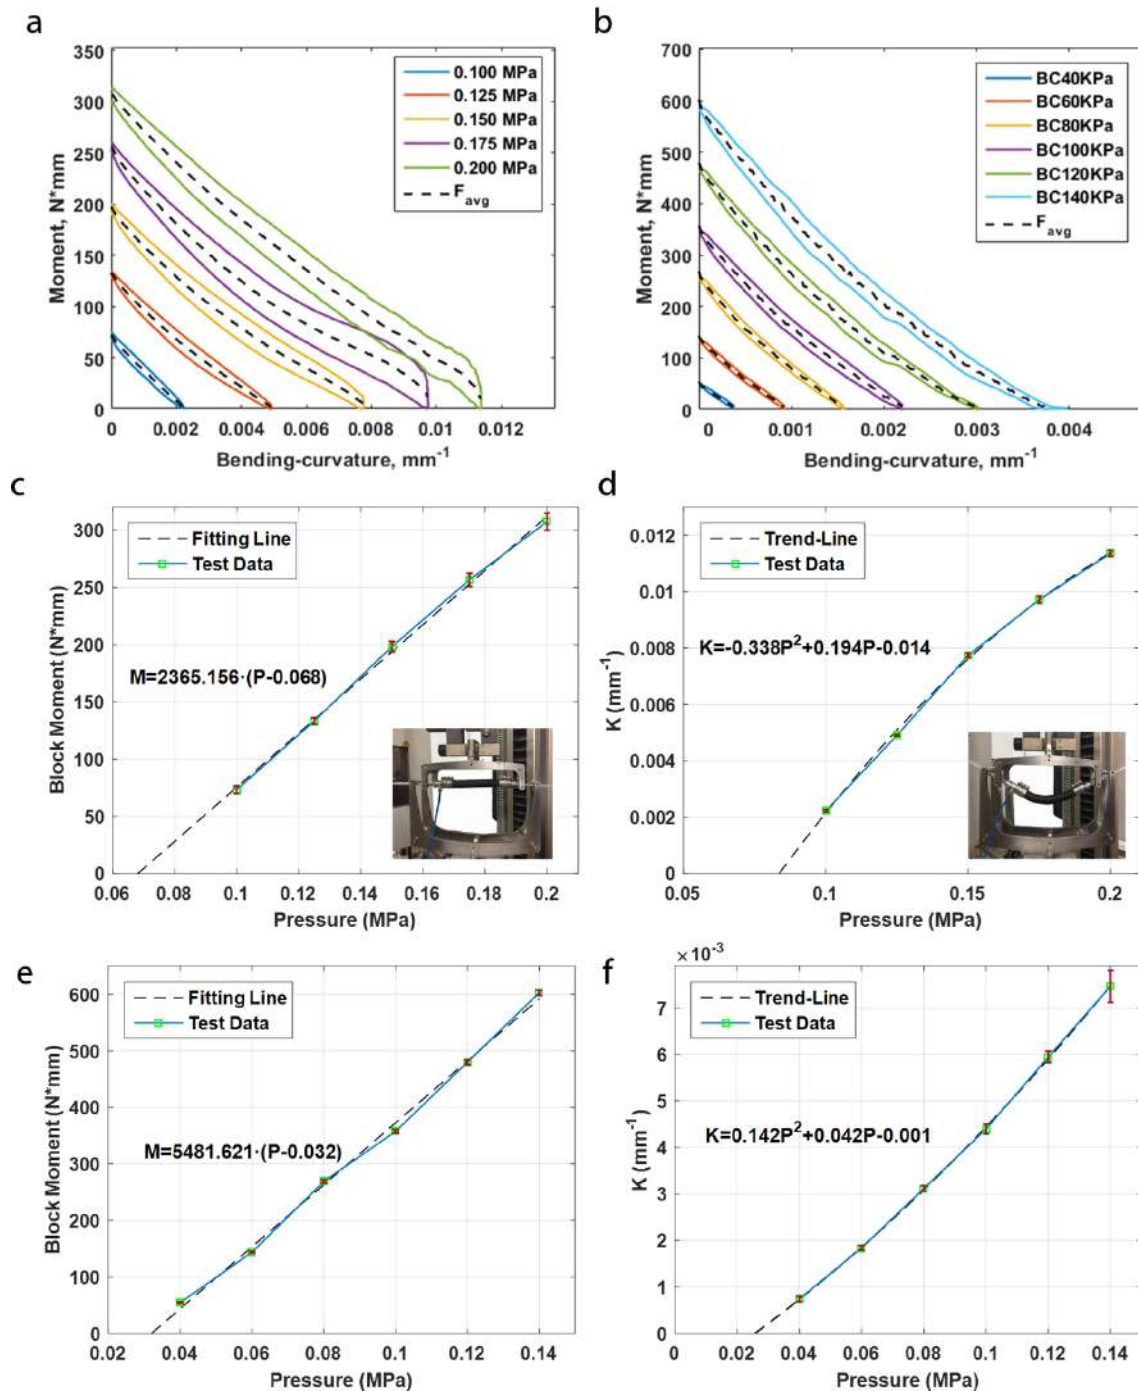 a
350
300
250
200
150
100
50
0
Moment, N*mm
0.100 MPa
0.125 MPa
0.150 MPa
0.175 MPa
0.200 MPa
Favg
0 0.002 0.004 0.006 0.008 0.01 0.012
Bending-curvature, mm-1
b
700
600
500
400
300
200
100
0
Moment, N*mm
BC40KPa
BC60KPa
BC80KPa
BC100KPa
BC120KPa
BC140KPa
Favg
0 0.001 0.002 0.003 0.004
Bending-curvature, mm-1
c
300
250
200
150
100
50
0
Block Moment (N*mm)
Fitting Line
Test Data
M=2365.156·(P-0.068)
0.06 0.08 0.1 0.12 0.14 0.16 0.18 0.2
Pressure (MPa)
d
0.012
0.01
0.008
0.006
0.004
0.002
0
K (mm-1)
Trend-Line
Test Data
K=-0.338P2+0.194P-0.014
0.05 0.1 0.15 0.2
Pressure (MPa)
e
600
500
400
300
200
100
0
Block Moment (N*mm)
Fitting Line
Test Data
M=5481.621·(P-0.032)
0.02 0.04 0.06 0.08 0.1 0.12 0.14
Pressure (MPa)
f
×10-3
7
6
5
4
3
2
1
0
K (mm-1)
Trend-Line
Test Data
K=0.142P2+0.042P-0.001
0 0.02 0.04 0.06 0.08 0.1 0.12 0.14
Pressure (MPa)